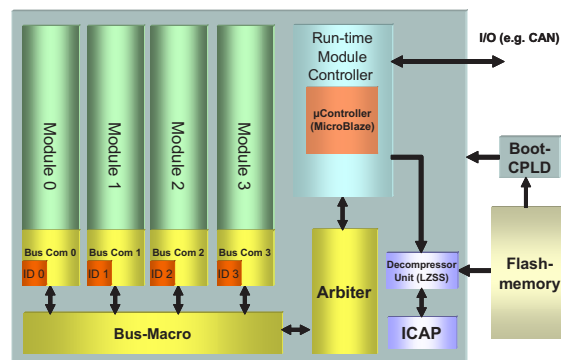 Module 0
Module 1
Module 2
Module 3
Bus Com 0
Bus Com 1
Bus Com 2
Bus Com 3
ID 0
ID 1
ID 2
ID 3
Bus-Macro
Run-time
Module
Controller
µController
(MicroBlaze)
Arbiter
Decompressor
Unit (LZSS)
ICAP
I/O (e.g. CAN)
Boot-
CPLD
Flash-
memory